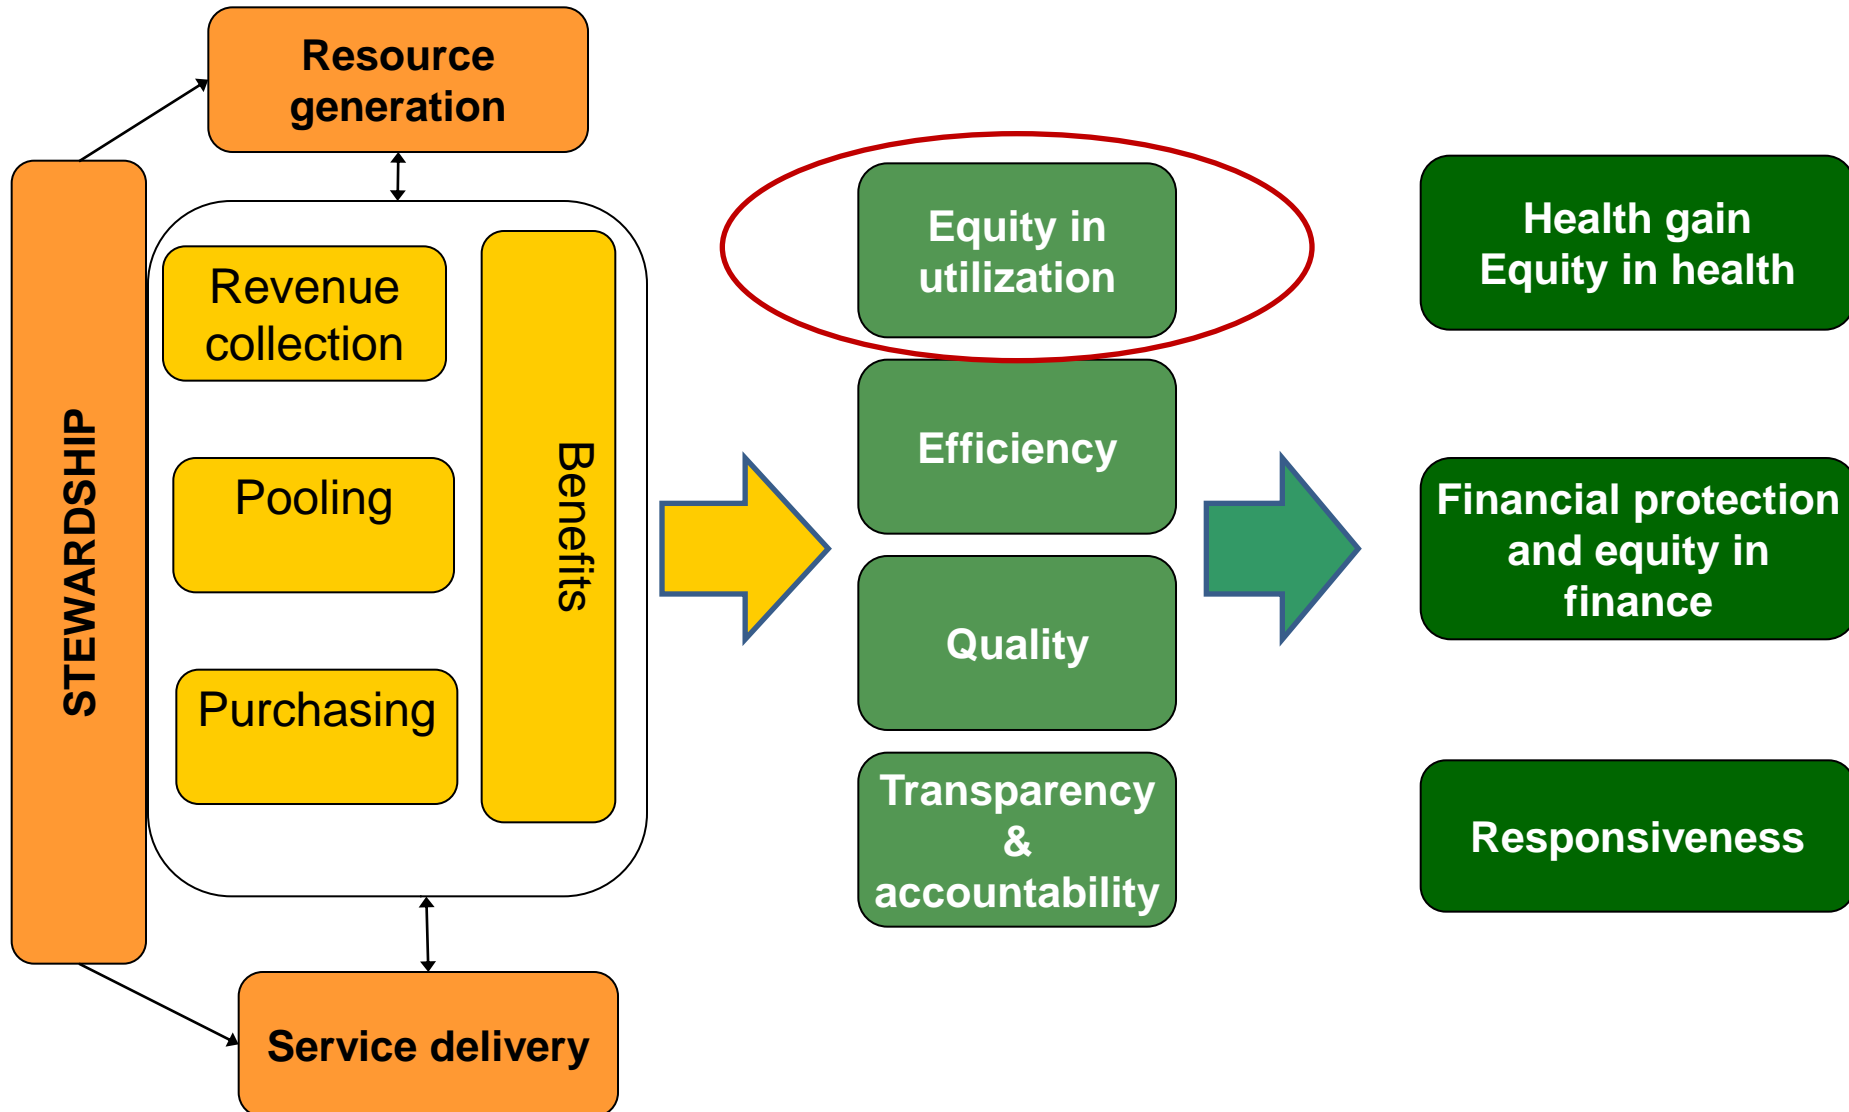 Resource
generation
STEWARDSHIP
Revenue
collection
Pooling
Purchasing
Benefits
Service delivery
Equity in
utilization
Efficiency
Quality
Transparency
&
accountability
Health gain
Equity in health
Financial protection
and equity in
finance
Responsiveness